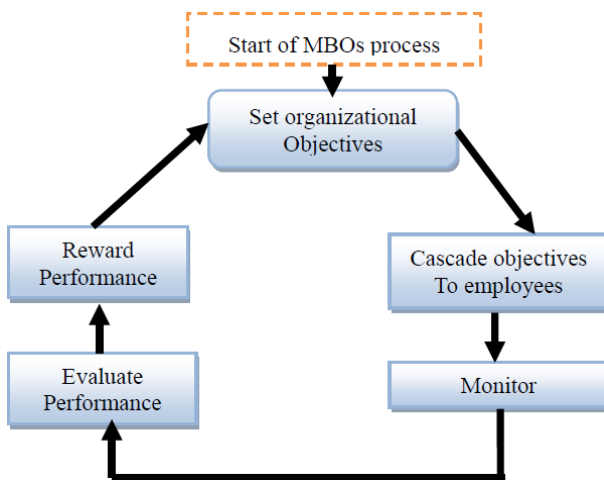 Start of MBOs process
Set organizational
Objectives
Cascade objectives
To employees
Monitor
Evaluate
Performance
Reward
Performance